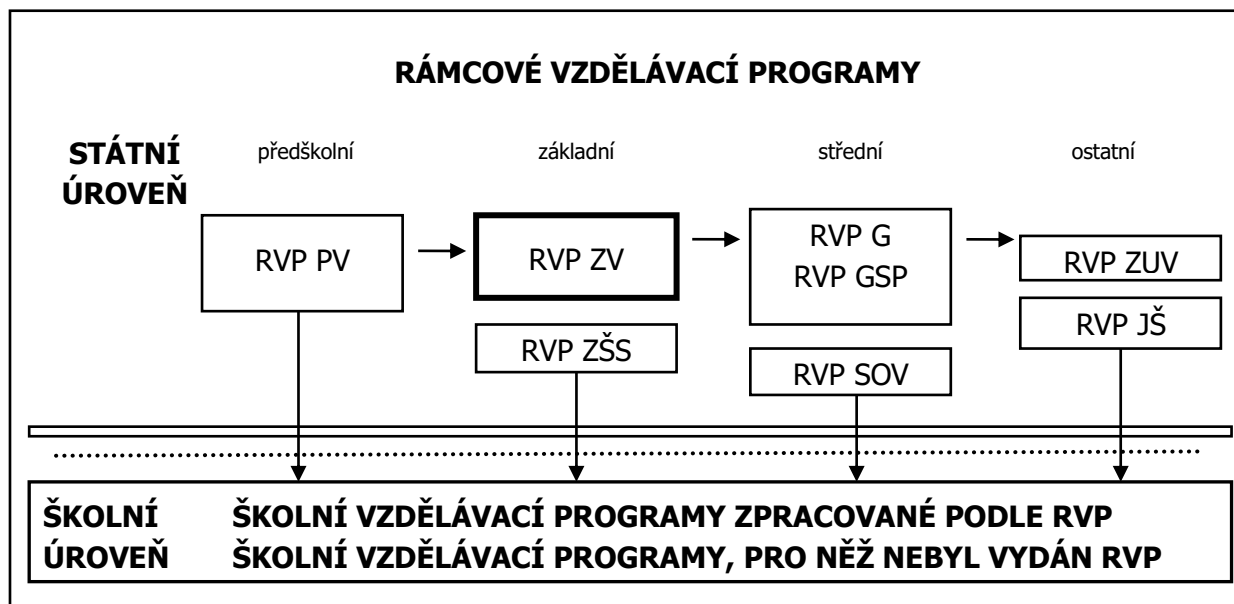 RÁMCOVÉ VZDĚLÁVACÍ PROGRAMY
STÁTNÍ ÚROVEŇ
předškolní
základní
střední
ostatní
RVP PV
RVP ZV
RVP G
RVP GSP
RVP ZUV
RVP ZŠS
RVP SOV
RVP JŠ
ŠKOLNÍ ŠKOLNÍ VZDĚLÁVACÍ PROGRAMY ZPRACOVANÉ PODLE RVP
ÚROVEŇ ŠKOLNÍ VZDĚLÁVACÍ PROGRAMY, PRO NĚŽ NEBYL VYDÁN RVP